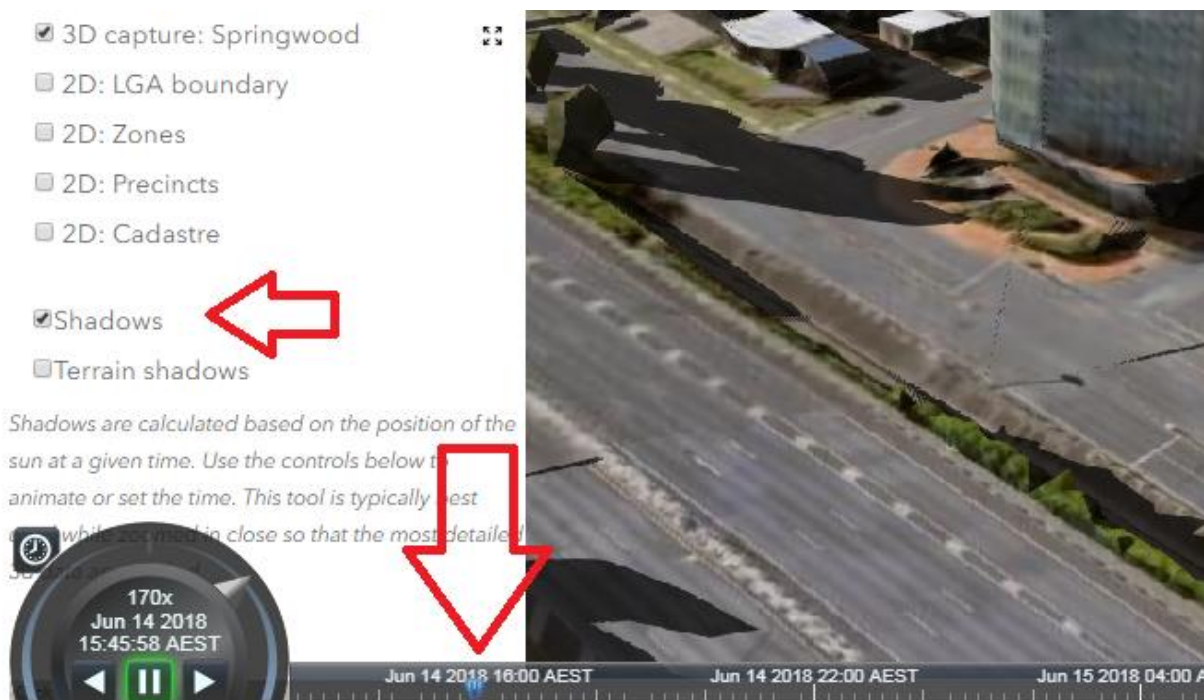 3D capture: Springwood
2D: LGA boundary
2D: Zones
2D: Precincts
2D: Cadastre
Shadows
Terrain shadows
Shadows are calculated based on the position of the
sun at a given time. Use the controls below to
animate or set the time. This tool is typically best
while zoomed in close so that the most detailed
170x
Jun 14 2018
15:45:58 AEST
Jun 14 2018 16:00 AEST
Jun 14 2018 22:00 AEST
Jun 15 2018 04:00